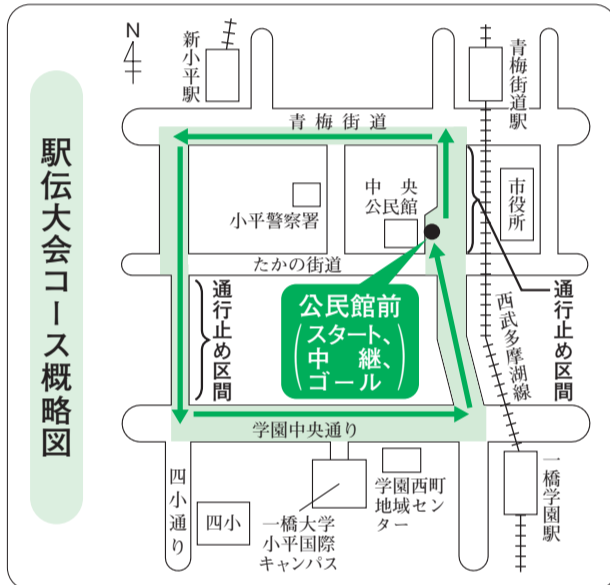 駅伝大会コース概略図
N
新小平駅
青梅街道駅
青梅街道
小平警察署
中央
公民館
市役所
たかの街道
通行止め区間
公民館前
(スタート、
中継、
ゴール)
西武多摩湖線
通行止め区間
学園中央通り
四小通り
四小
一橋大学
小平国際
キャンパス
学園西町
地域セン
ター
一橋学園駅